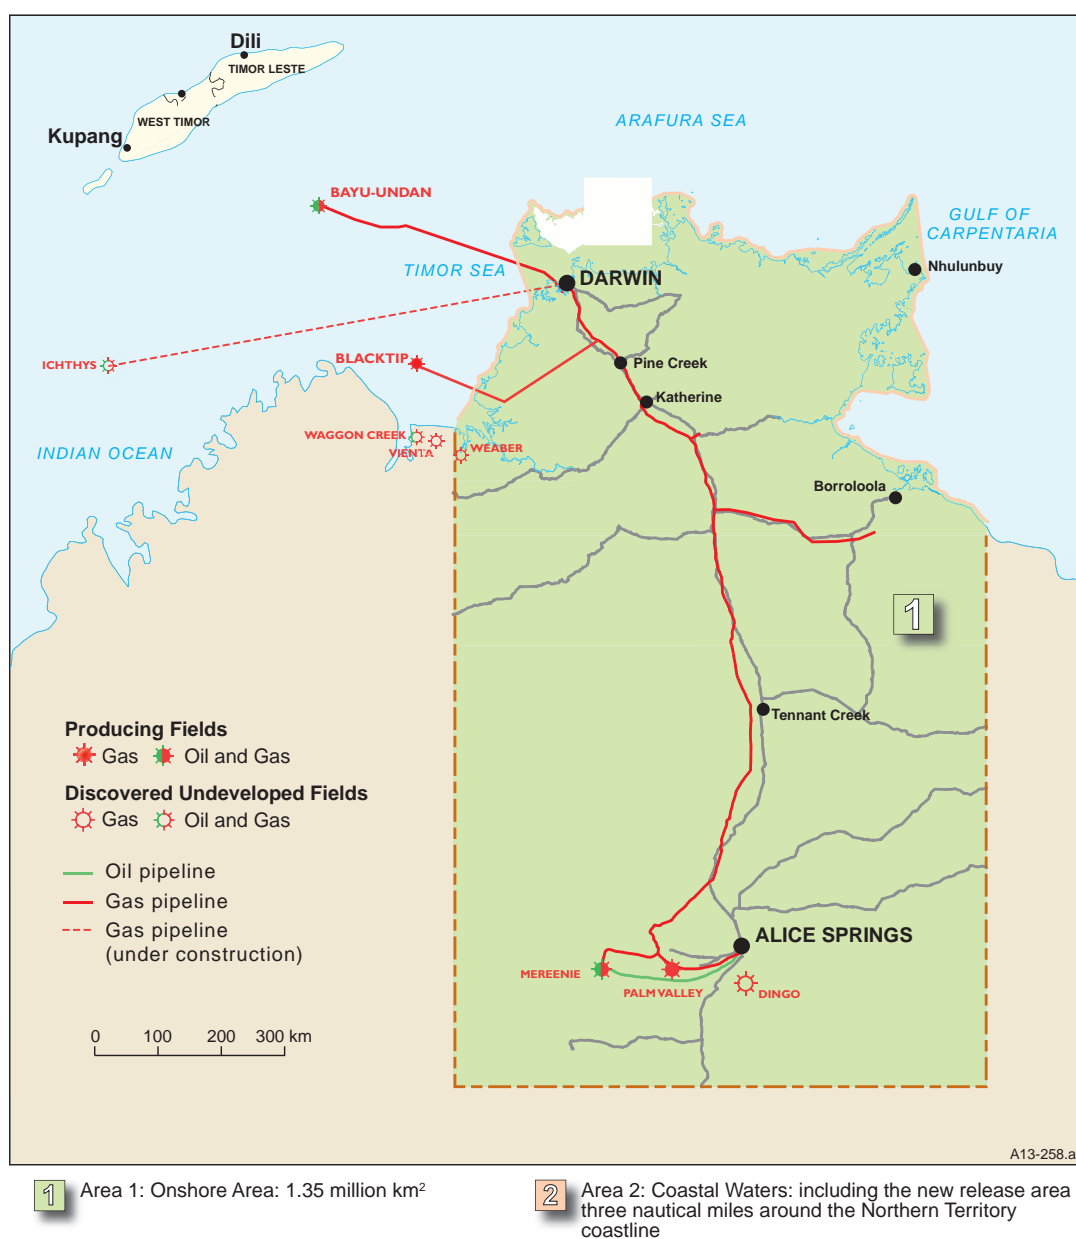 Dili
TIMOR LESTE
WEST TIMOR
Kupang
ARAFURA SEA
BAYU-UNDAN
GULF OF
CARPENTARIA
TIMOR SEA
Nhulunbuy
DARWIN
ICHTHYS
BLACKTIP
Pine Creek
Katherine
WAGGON CREEK
VIENTA
WEABER
INDIAN OCEAN
Borroloola
1
Tennant Creek
Producing Fields
Gas
Oil and Gas
Discovered Undeveloped Fields
Gas
Oil and Gas
Oil pipeline
Gas pipeline
Gas pipeline
(under construction)
ALICE SPRINGS
MEREENIE
PALM VALLEY
DINGO
0 100 200 300 km
A13-258.a
1 Area 1: Onshore Area: 1.35 million km²
2 Area 2: Coastal Waters: including the new release area
three nautical miles around the Northern Territory
coastline